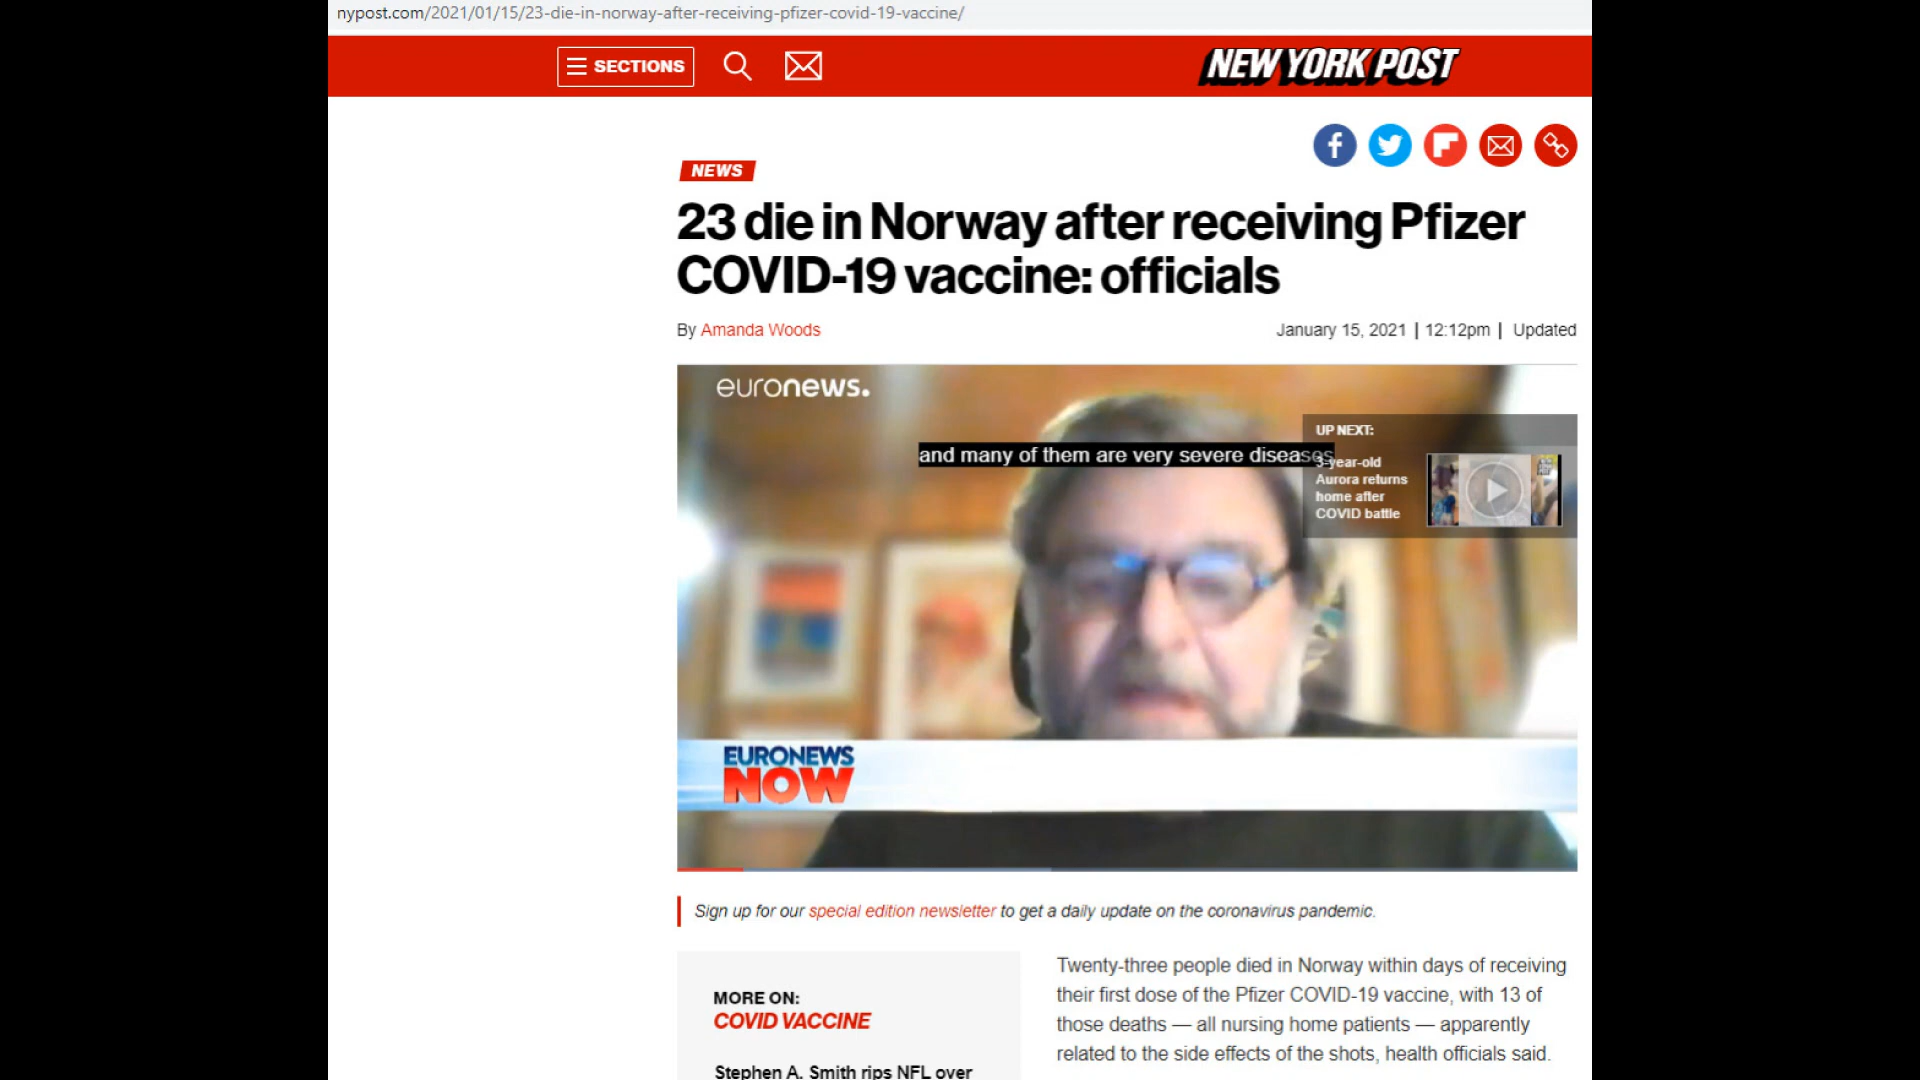 nypost.com/2021/01/15/23-die-in-norway-after-receiving-pfizer-covid-19-vaccine/
SECTIONS
NEW YORK POST
NEWS
23 die in Norway after receiving Pfizer
COVID-19 vaccine: officials
By Amanda Woods
January 15, 2021 | 12:12pm | Updated
euronews.
and many of them are very severe diseases
UP NEXT:
3-year-old
Aurora returns
home after
COVID battle
EURONEWS
NOW
Sign up for our special edition newsletter to get a daily update on the coronavirus pandemic.
MORE ON:
COVID VACCINE
Stephen A. Smith rips NFL over
Twenty-three people died in Norway within days of receiving
their first dose of the Pfizer COVID-19 vaccine, with 13 of
those deaths — all nursing home patients — apparently
related to the side effects of the shots, health officials said.